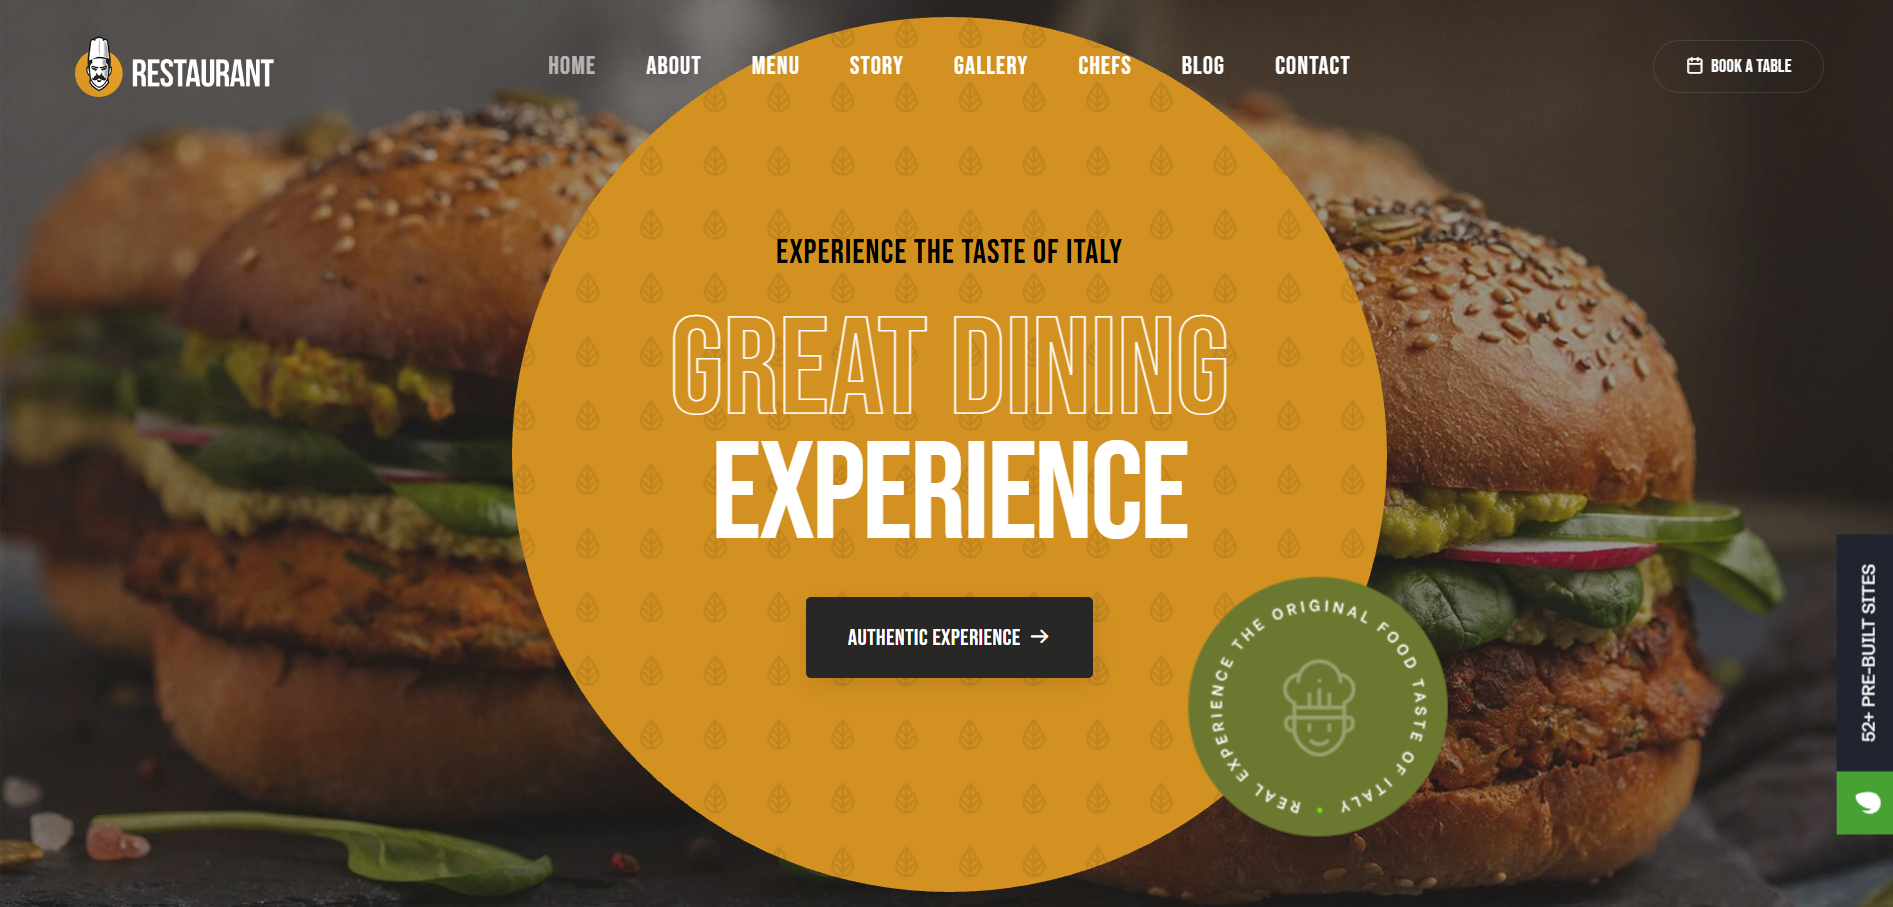 RESTAURANT
HOME
ABOUT
MENU
STORY
GALLERY
CHEFS
BLOG
CONTACT
BOOK A TABLE
EXPERIENCE THE TASTE OF ITALY
GREAT DINING
EXPERIENCE
AUTHENTIC EXPERIENCE
REAL EXPERIENCE THE ORIGINAL FOOD TASTE OF ITALY
52+ PRE-BUILT SITES